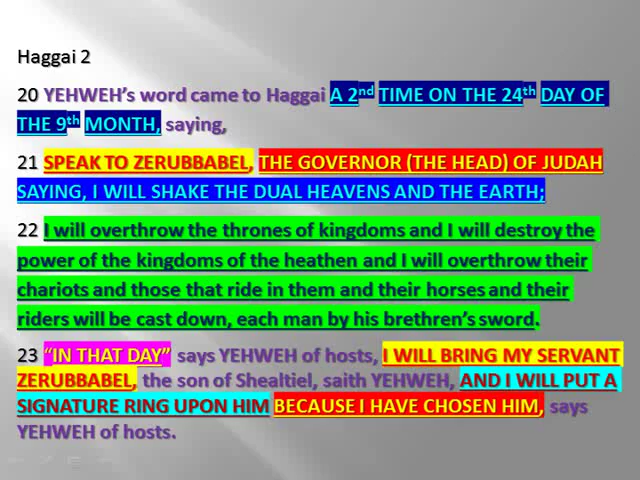 Haggai 2
20 YEHWEH's word came to Haggai A 2nd TIME ON THE 24th DAY OF
THE 9th MONTH, saying,
21 SPEAK TO ZERUBBABEL, THE GOVERNOR (THE HEAD) OF JUDAH
SAYING, I WILL SHAKE THE DUAL HEAVENS AND THE EARTH;
22 I will overthrow the thrones of kingdoms and I will destroy the
power of the kingdoms of the heathen and I will overthrow their
chariots and those that ride in them and their horses and their
riders will be cast down, each man by his brethren's sword.
23 “IN THAT DAY” says YEHWEH of hosts, I WILL BRING MY SERVANT
ZERUBBABEL, the son of Shealtiel, saith YEHWEH, AND I WILL PUT A
SIGNATURE RING UPON HIM BECAUSE I HAVE CHOSEN HIM, says
YEHWEH of hosts.